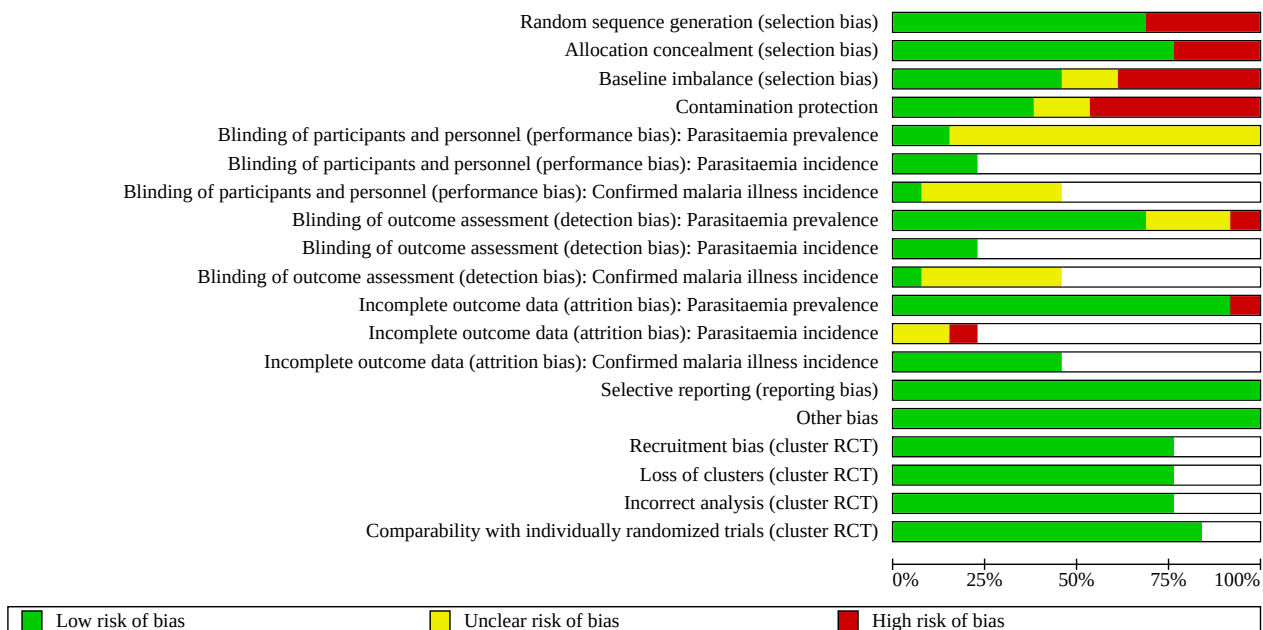 Random sequence generation (selection bias)
Allocation concealment (selection bias)
Baseline imbalance (selection bias)
Contamination protection
Blinding of participants and personnel (performance bias): Parasitaemia prevalence
Blinding of participants and personnel (performance bias): Parasitaemia incidence
Blinding of participants and personnel (performance bias): Confirmed malaria illness incidence
Blinding of outcome assessment (detection bias): Parasitaemia prevalence
Blinding of outcome assessment (detection bias): Parasitaemia incidence
Blinding of outcome assessment (detection bias): Confirmed malaria illness incidence
Incomplete outcome data (attrition bias): Parasitaemia prevalence
Incomplete outcome data (attrition bias): Parasitaemia incidence
Incomplete outcome data (attrition bias): Confirmed malaria illness incidence
Selective reporting (reporting bias)
Other bias
Recruitment bias (cluster RCT)
Loss of clusters (cluster RCT)
Incorrect analysis (cluster RCT)
Comparability with individually randomized trials (cluster RCT)
0% 25% 50% 75% 100%
Low risk of bias Unclear risk of bias High risk of bias